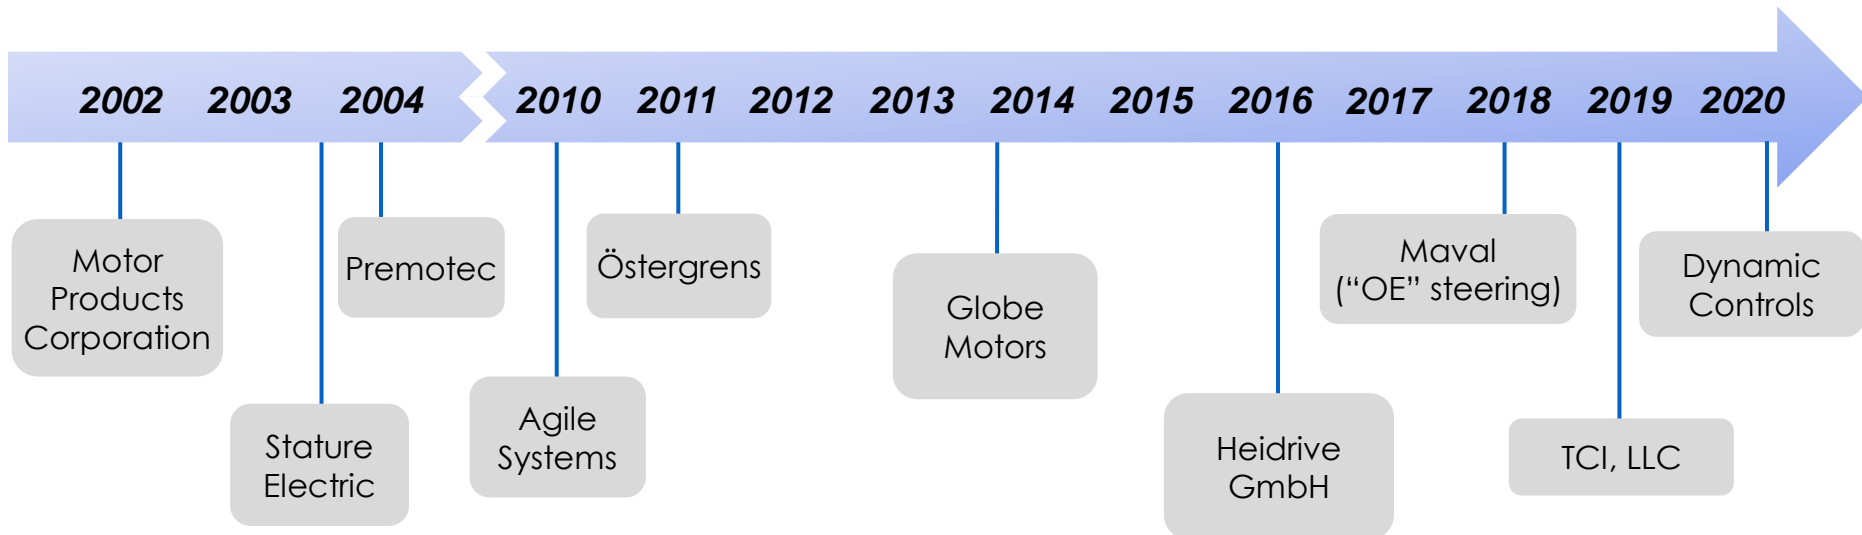 2002 2003 2004 2010 2011 2012 2013 2014 2015 2016 2017 2018 2019 2020
Motor
Products
Corporation
Stature
Electric
Premotec
Agile
Systems
Östergrens
Globe
Motors
Heidrive
GmbH
Maval
(“OE” steering)
TCI, LLC
Dynamic
Controls